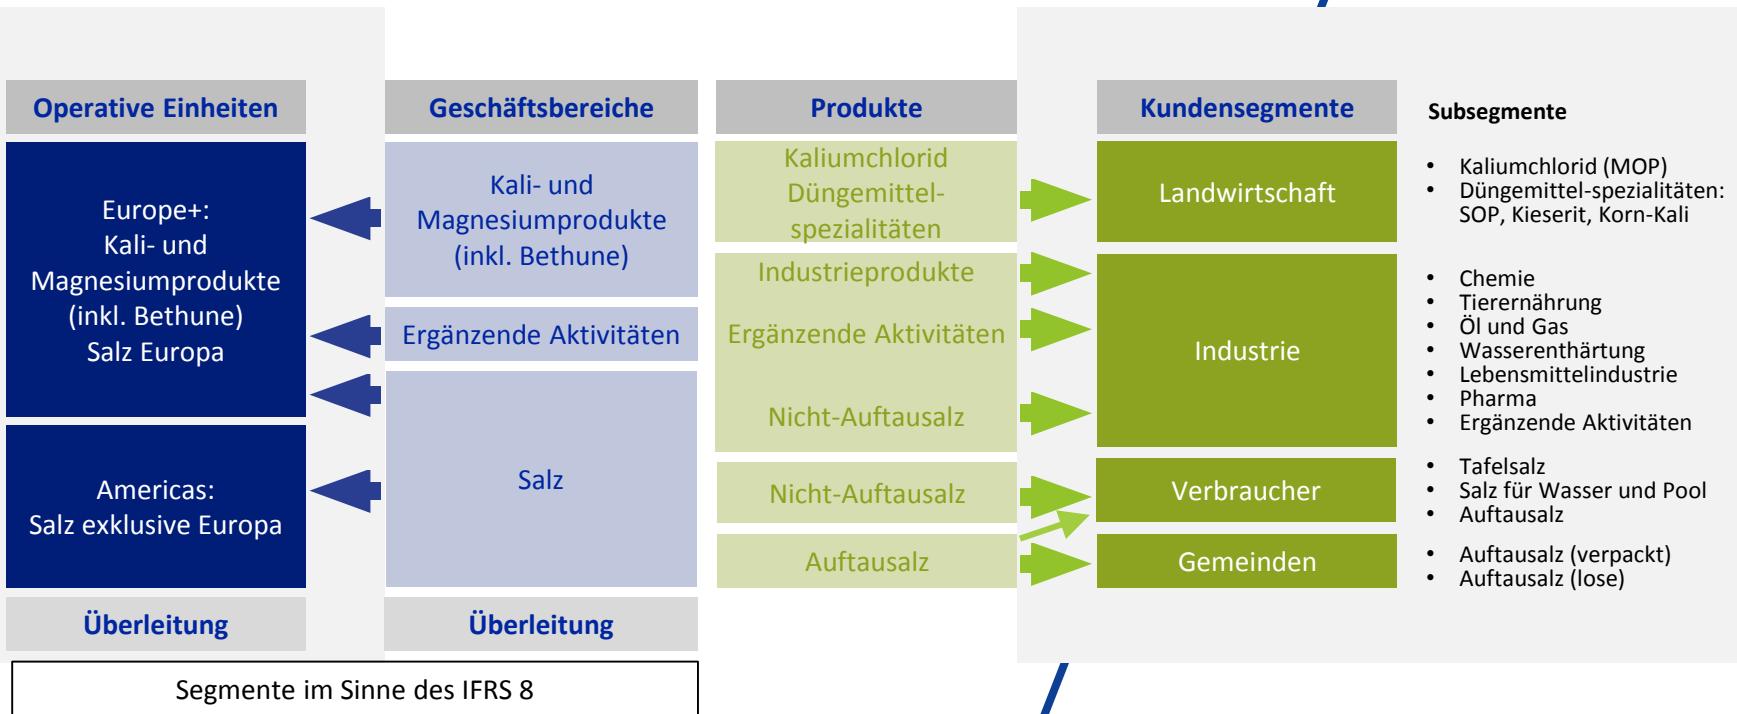 Operative Einheiten
Europe+:
Kali- und
Magnesiumprodukte
(inkl. Bethune)
Salz Europa
Americas:
Salz exklusive Europa
Überleitung
Geschäftsbereiche
Kali- und
Magnesiumprodukte
(inkl. Bethune)
Ergänzende Aktivitäten
Salz
Überleitung
Segmente im Sinne des IFRS 8
Produkte
Kaliumchlorid
Düngemittel-
spezialitäten
Industrieprodukte
Ergänzende Aktivitäten
Nicht-Auftausalz
Nicht-Auftausalz
Auftausalz
Kundensegmente
Landwirtschaft
Industrie
Verbraucher
Gemeinden
Subsegmente
• Kaliumchlorid (MOP)
• Düngemittel-spezialitäten:
SOP, Kieserit, Korn-Kali
• Chemie
• Tierernährung
• Öl und Gas
• Wasserenthärtung
• Lebensmittelindustrie
• Pharma
• Ergänzende Aktivitäten
• Tafelsalz
• Salz für Wasser und Pool
• Auftausalz
• Auftausalz (verpackt)
• Auftausalz (lose)